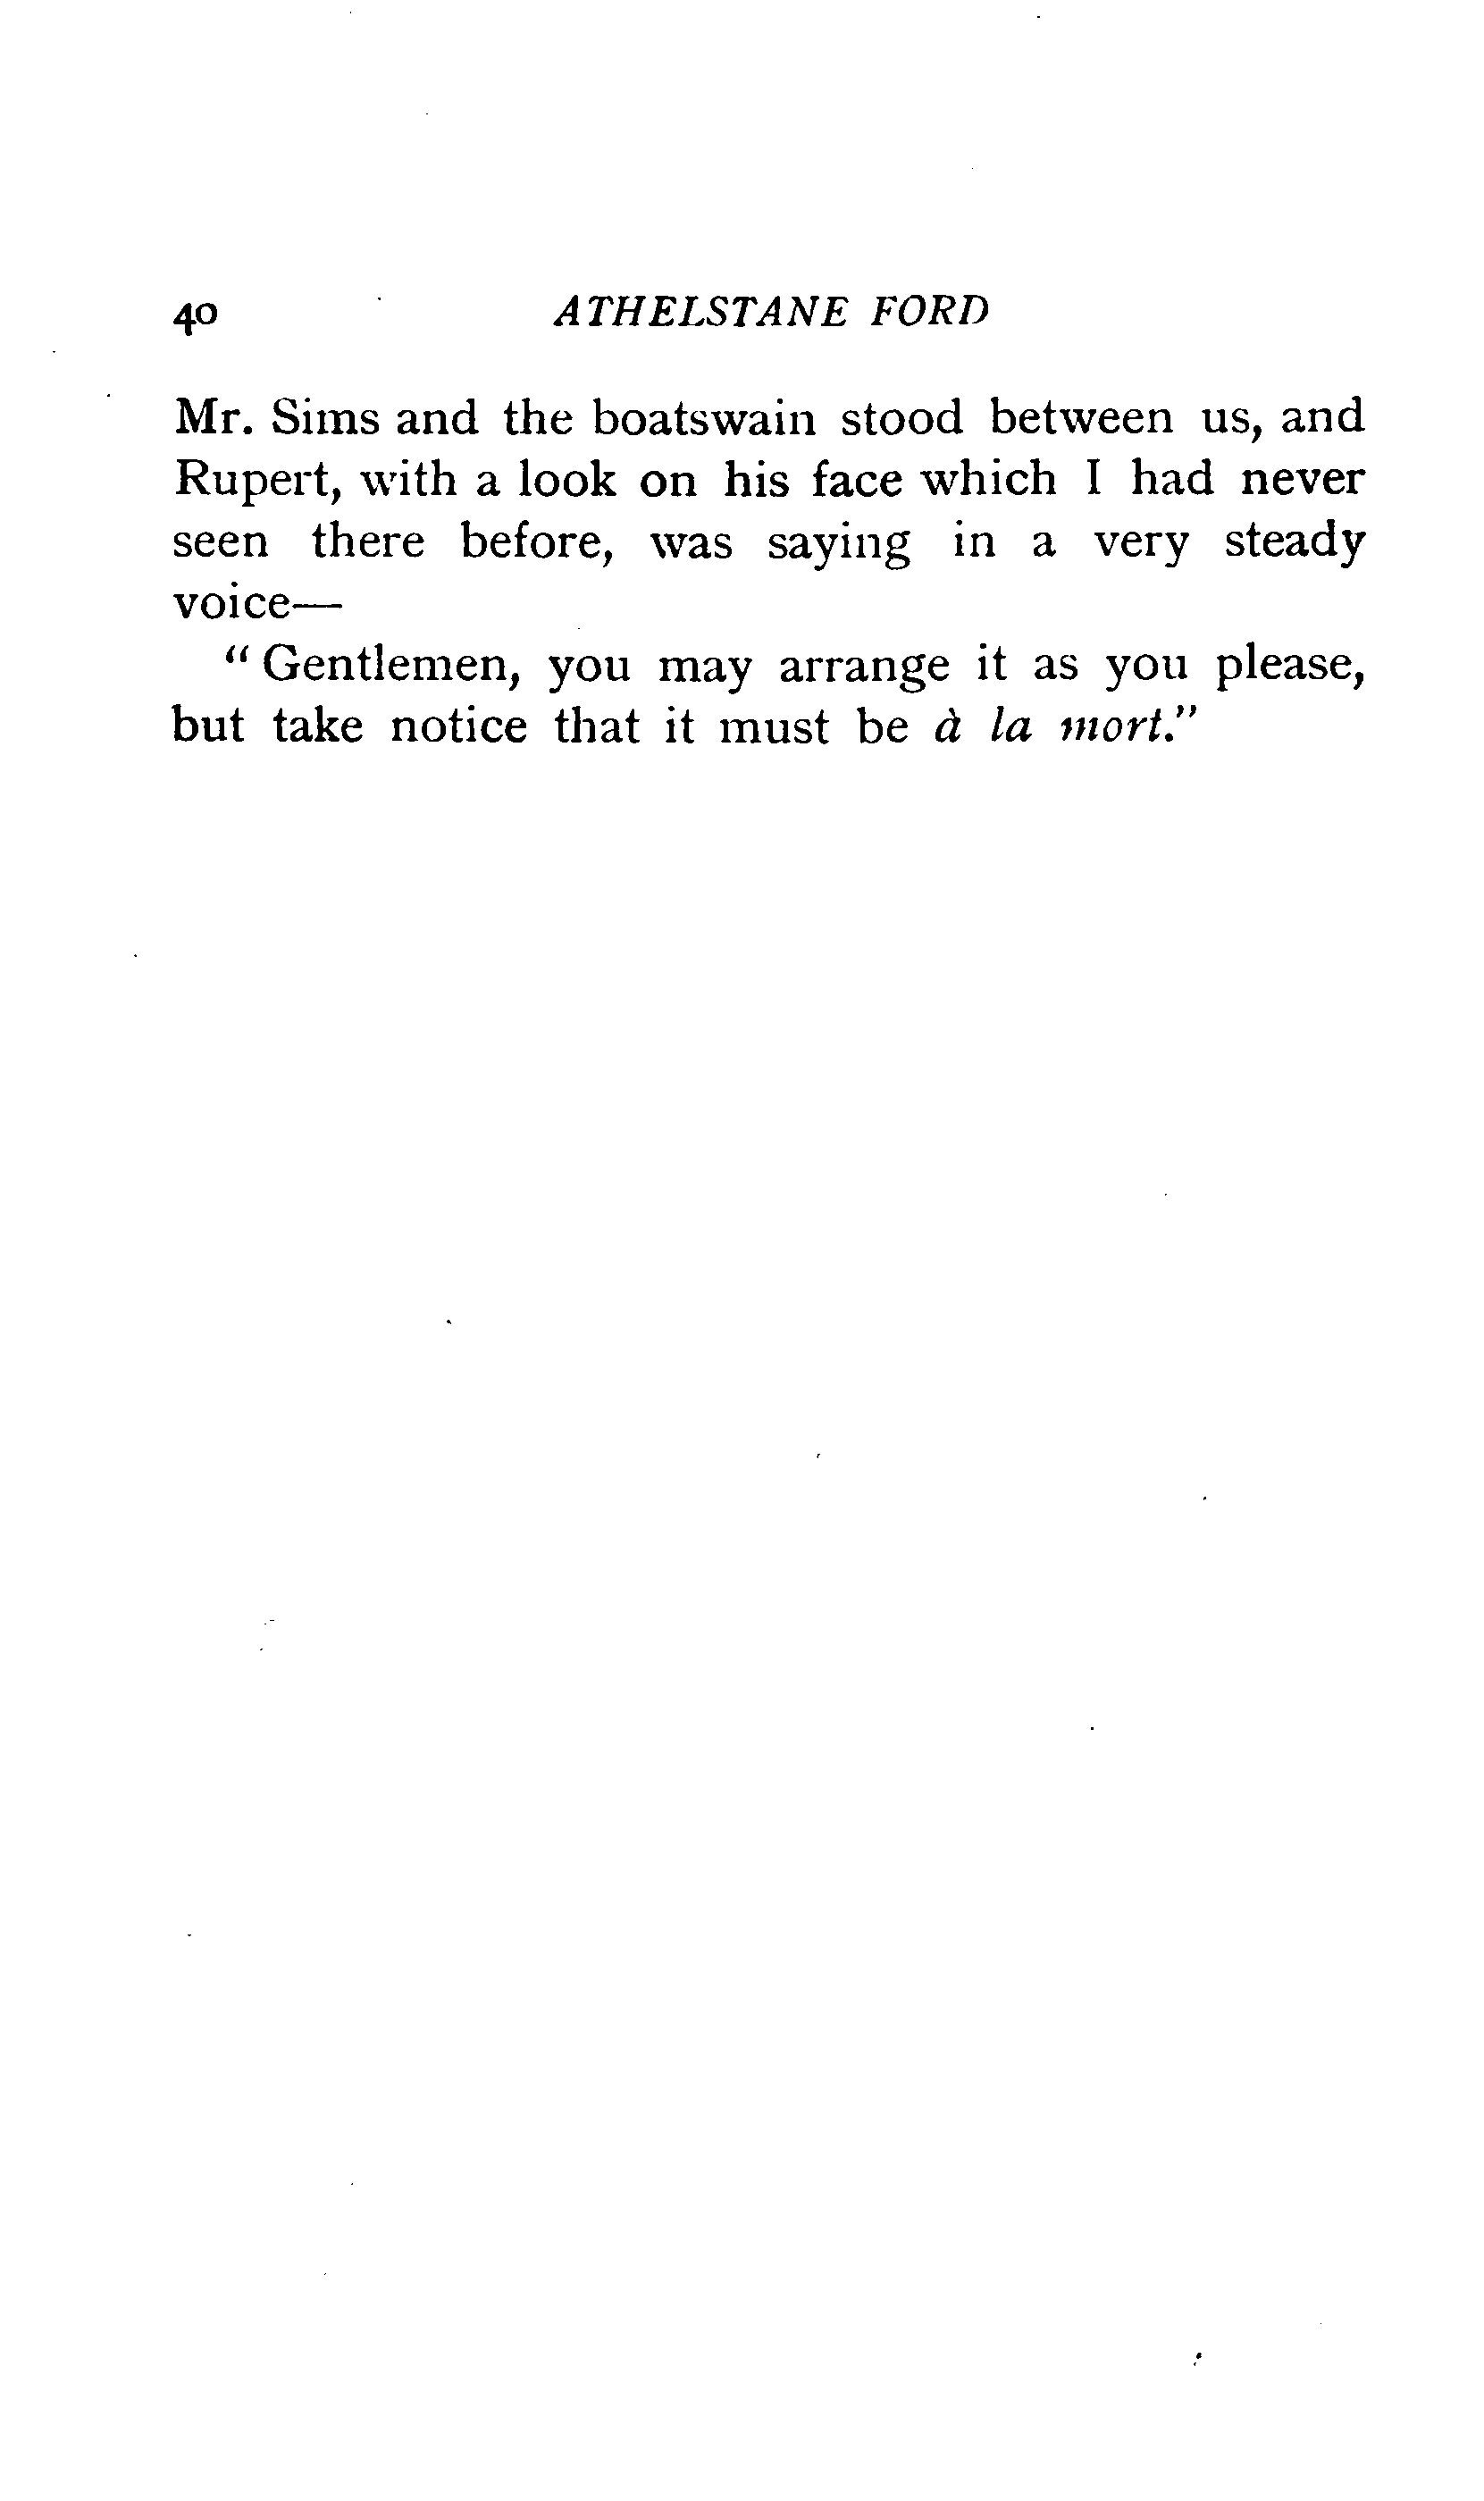 40 ATHELSTANE FORD
Mr. Sims and the boatswain stood between us, and
Rupert, with a look on his face which I had never
seen there before, was saying in a very steady
voice—
" Gentlemen, you may arrange it as you please,
but take notice that it must be à la mort."